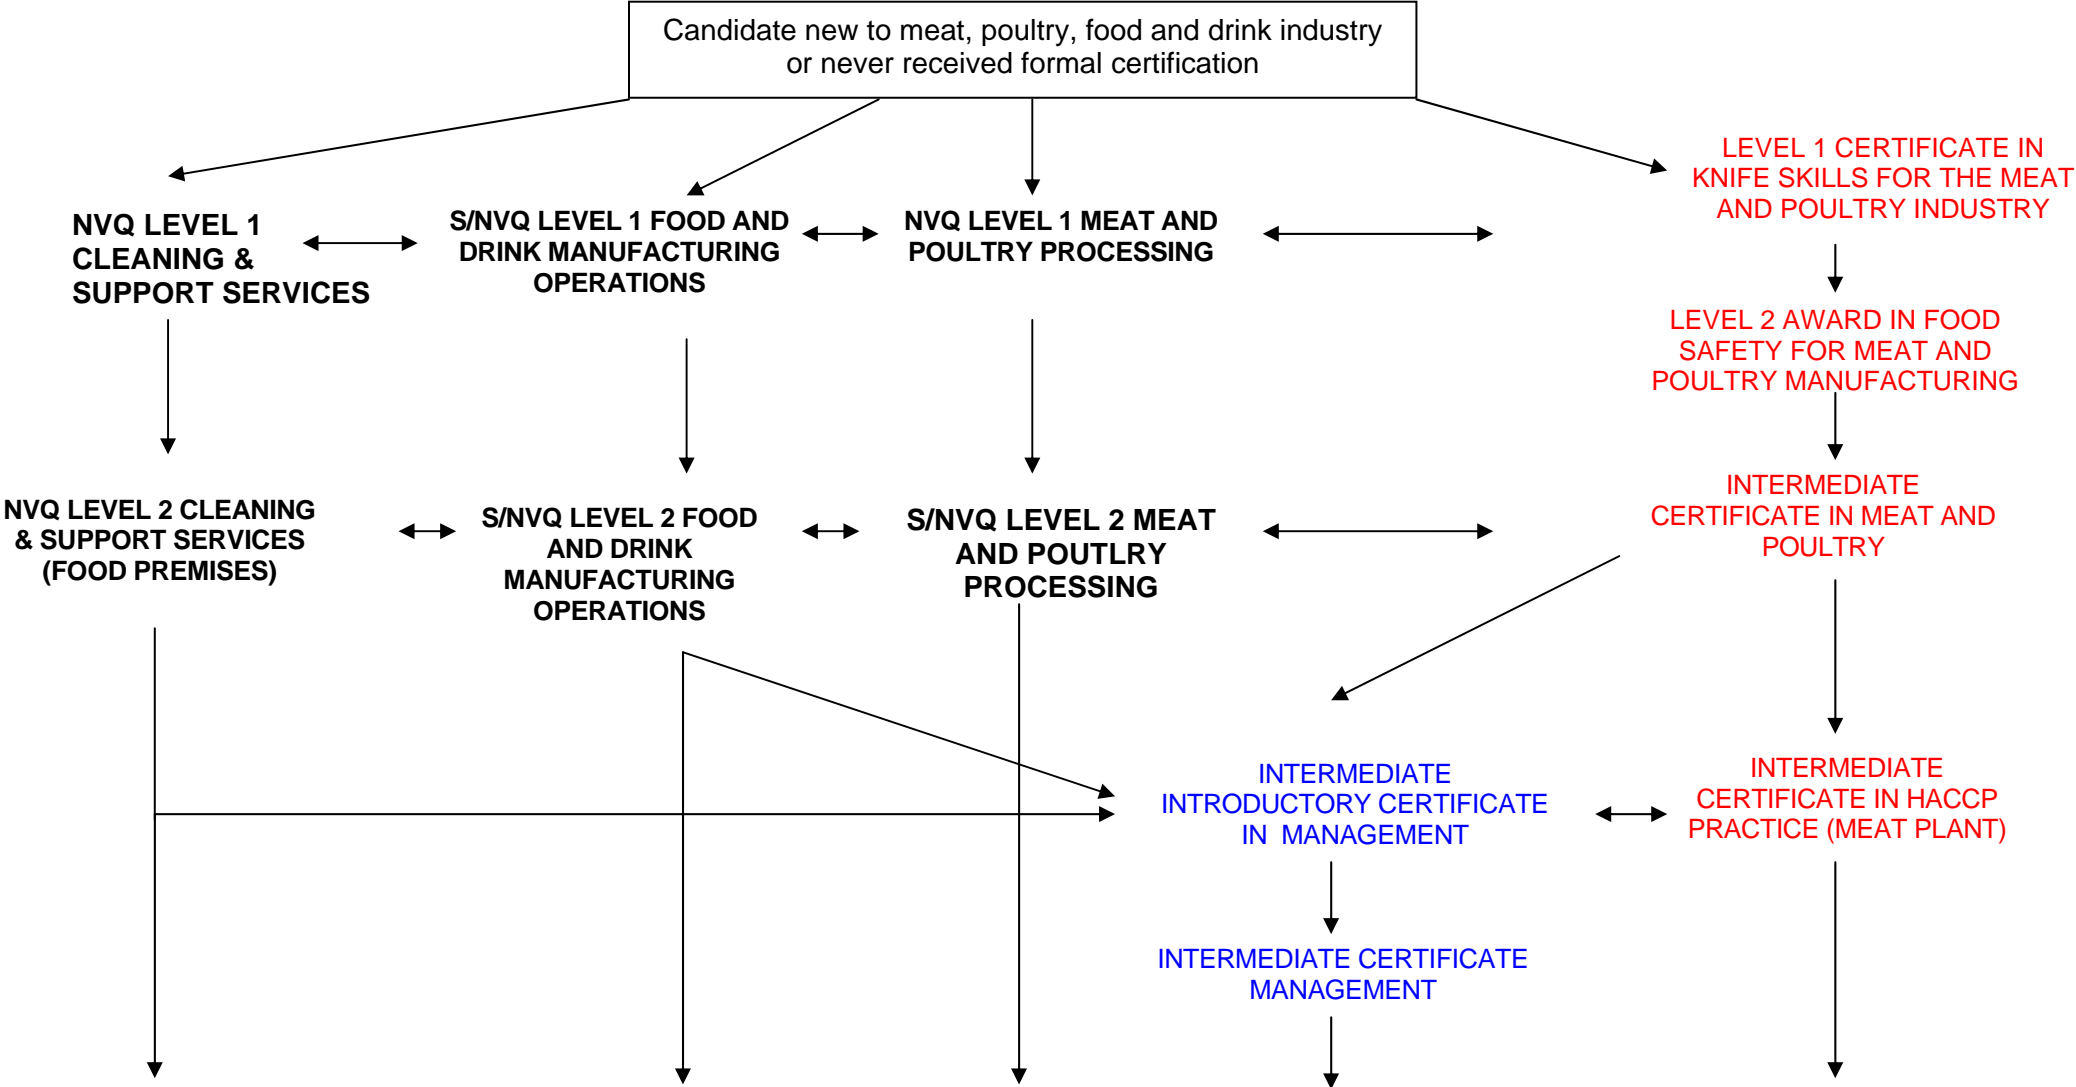 Candidate new to meat, poultry, food and drink industry
or never received formal certification
NVQ LEVEL 1
CLEANING &
SUPPORT SERVICES
S/NVQ LEVEL 1 FOOD AND
DRINK MANUFACTURING
OPERATIONS
NVQ LEVEL 1 MEAT AND
POULTRY PROCESSING
LEVEL 1 CERTIFICATE IN
KNIFE SKILLS FOR THE MEAT
AND POULTRY INDUSTRY
LEVEL 2 AWARD IN FOOD
SAFETY FOR MEAT AND
POULTRY MANUFACTURING
NVQ LEVEL 2 CLEANING
& SUPPORT SERVICES
(FOOD PREMISES)
S/NVQ LEVEL 2 FOOD
AND DRINK
MANUFACTURING
OPERATIONS
S/NVQ LEVEL 2 MEAT
AND POUTLRY
PROCESSING
INTERMEDIATE
CERTIFICATE IN MEAT AND
POULTRY
INTERMEDIATE
INTRODUCTORY CERTIFICATE
IN MANAGEMENT
INTERMEDIATE
CERTIFICATE IN HACCP
PRACTICE (MEAT PLANT)
INTERMEDIATE CERTIFICATE
MANAGEMENT